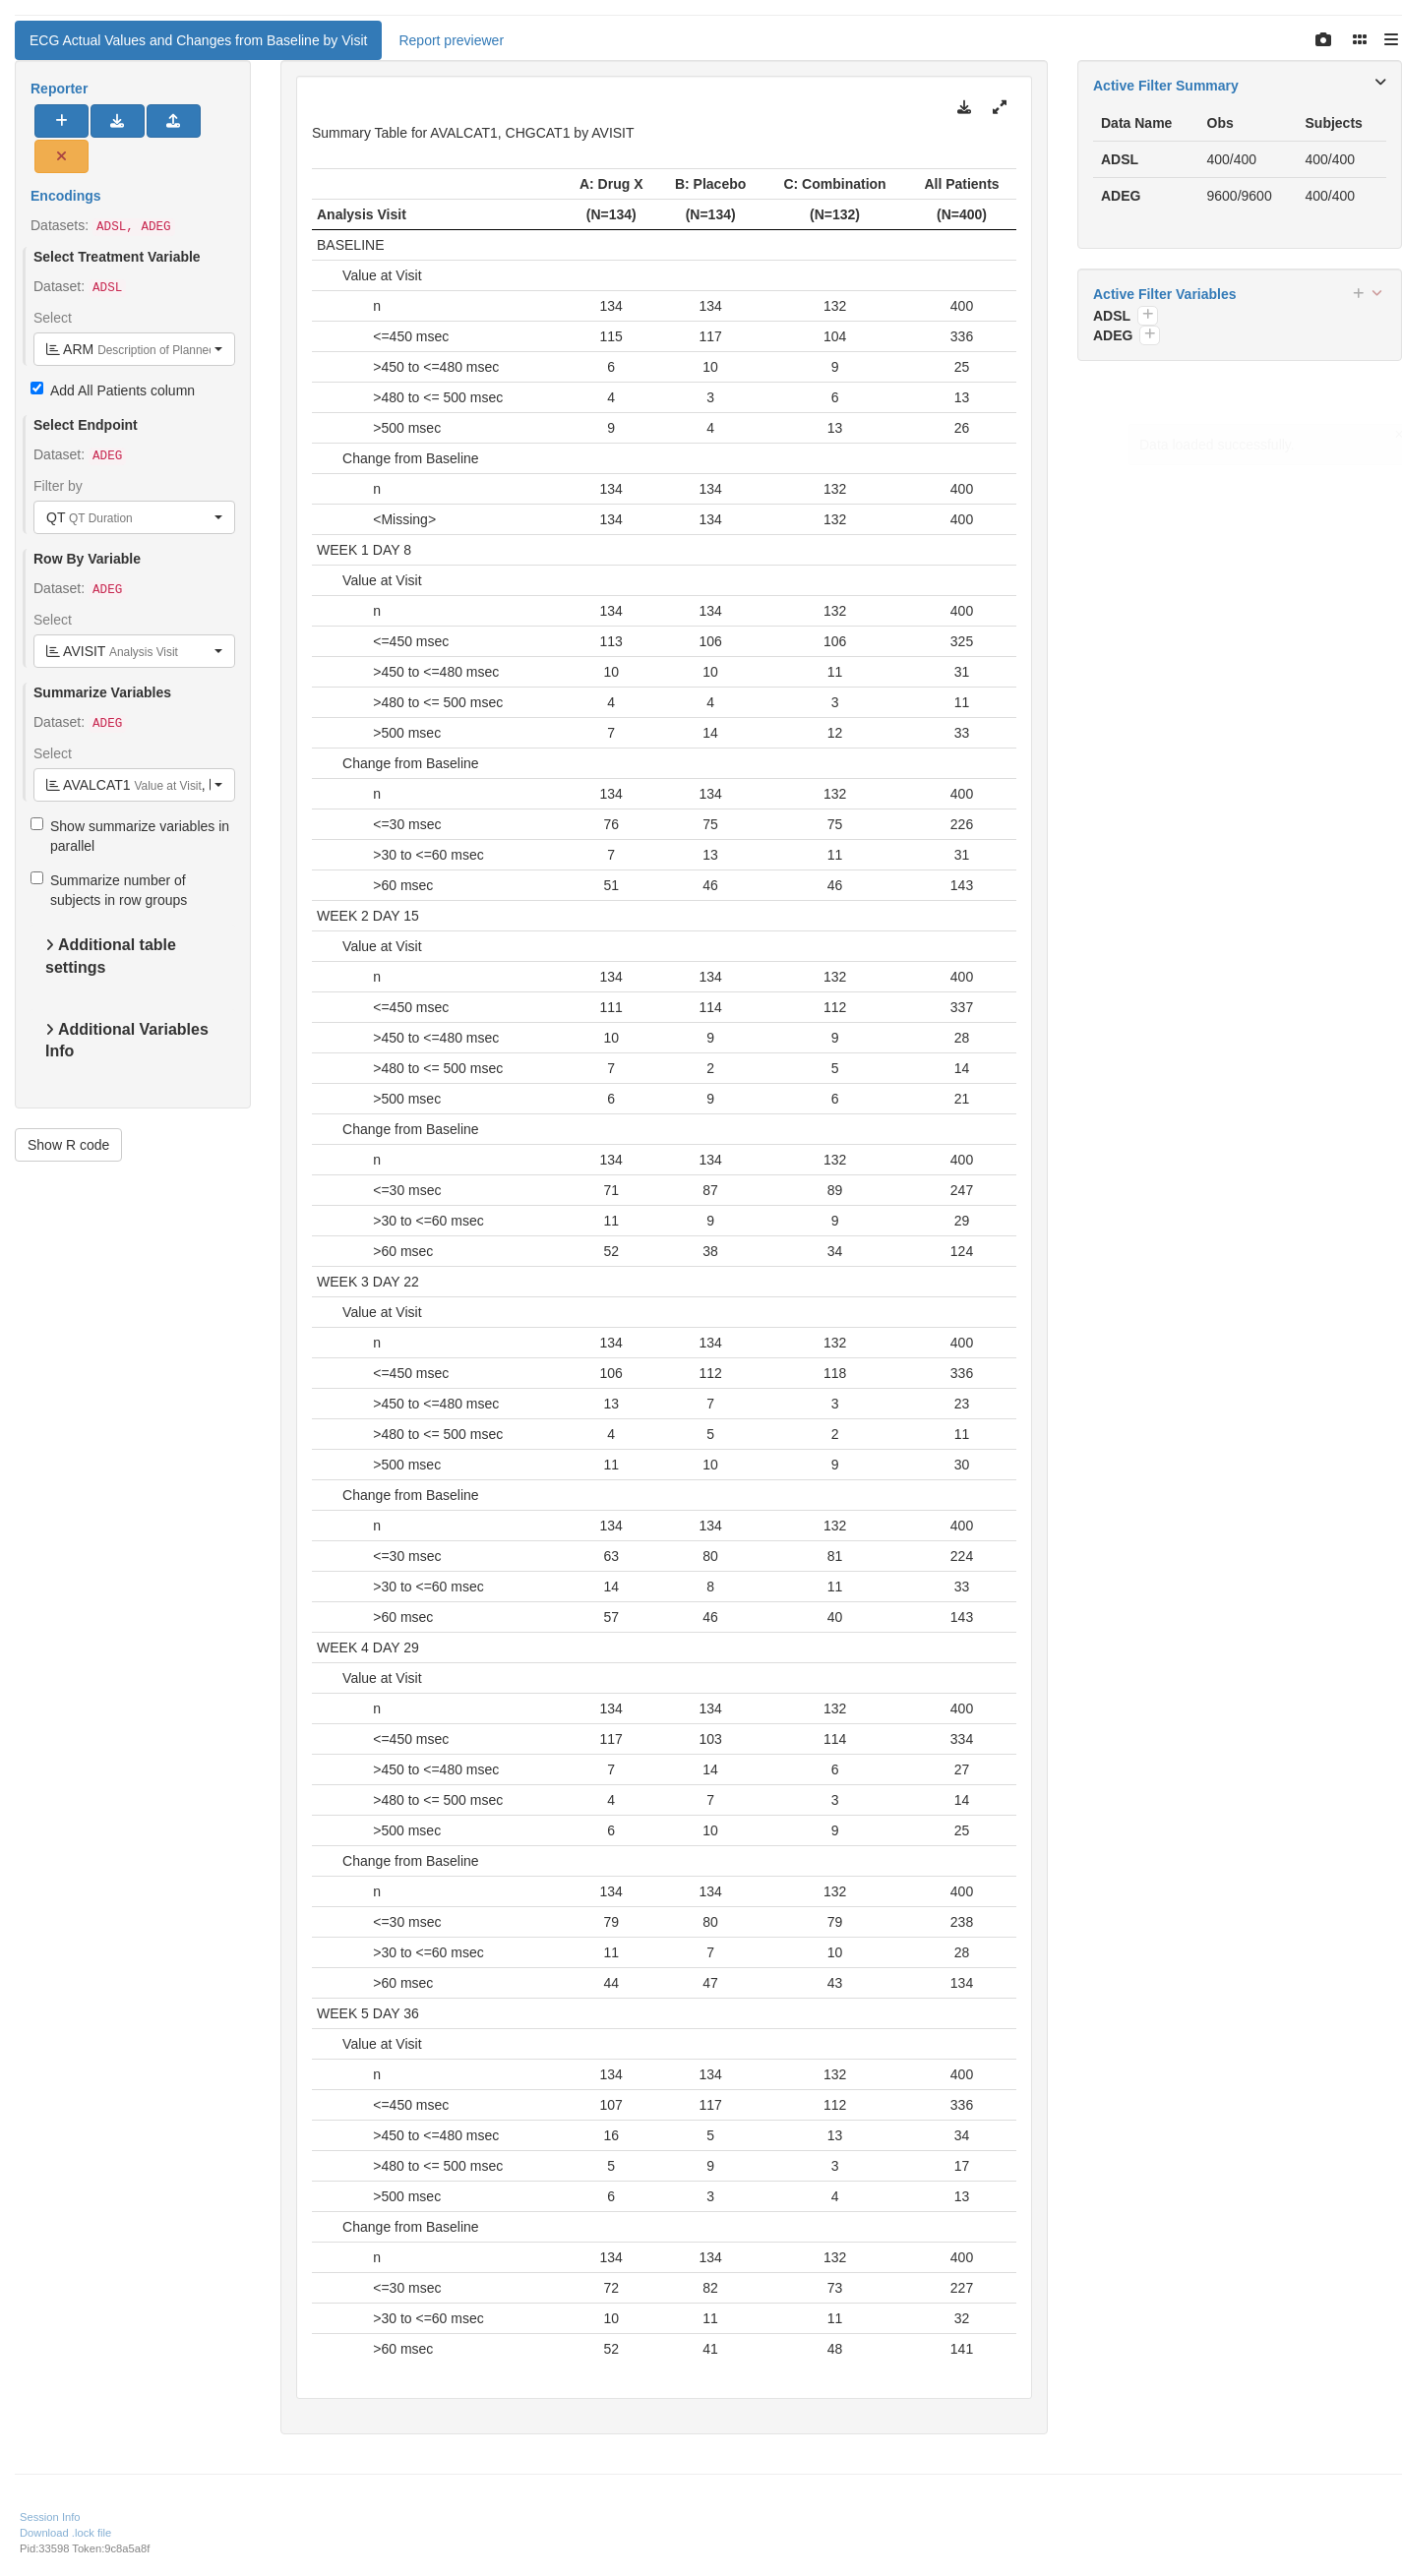 ECG Actual Values and Changes from Baseline by Visit
Report previewer
Reporter
Encodings
Datasets: ADSL, ADEG
Select Treatment Variable
Dataset: ADSL
Select
ARM Description of Planned
Add All Patients column
Select Endpoint
Dataset: ADEG
Filter by
QT QT Duration
Row By Variable
Dataset: ADEG
Select
AVISIT Analysis Visit
Summarize Variables
Dataset: ADEG
Select
AVALCAT1 Value at Visit,
Show summarize variables in
parallel
Summarize number of
subjects in row groups
Additional table
settings
Additional Variables
Info
Show R code
Summary Table for AVALCAT1, CHGCAT1 by AVISIT
A: Drug X B: Placebo C: Combination All Patients
Analysis Visit (N=134) (N=134) (N=132) (N=400)
BASELINE
Value at Visit
n 134 134 132 400
<=450 msec 115 117 104 336
>450 to <=480 msec 6 10 9 25
>480 to <= 500 msec 4 3 6 13
>500 msec 9 4 13 26
Change from Baseline
n 134 134 132 400
<Missing> 134 134 132 400
WEEK 1 DAY 8
Value at Visit
n 134 134 132 400
<=450 msec 113 106 106 325
>450 to <=480 msec 10 10 11 31
>480 to <= 500 msec 4 4 3 11
>500 msec 7 14 12 33
Change from Baseline
n 134 134 132 400
<=30 msec 76 75 75 226
>30 to <=60 msec 7 13 11 31
>60 msec 51 46 46 143
WEEK 2 DAY 15
Value at Visit
n 134 134 132 400
<=450 msec 111 114 112 337
>450 to <=480 msec 10 9 9 28
>480 to <= 500 msec 7 2 5 14
>500 msec 6 9 6 21
Change from Baseline
n 134 134 132 400
<=30 msec 71 87 89 247
>30 to <=60 msec 11 9 9 29
>60 msec 52 38 34 124
WEEK 3 DAY 22
Value at Visit
n 134 134 132 400
<=450 msec 106 112 118 336
>450 to <=480 msec 13 7 3 23
>480 to <= 500 msec 4 5 2 11
>500 msec 11 10 9 30
Change from Baseline
n 134 134 132 400
<=30 msec 63 80 81 224
>30 to <=60 msec 14 8 11 33
>60 msec 57 46 40 143
WEEK 4 DAY 29
Value at Visit
n 134 134 132 400
<=450 msec 117 103 114 334
>450 to <=480 msec 7 14 6 27
>480 to <= 500 msec 4 7 3 14
>500 msec 6 10 9 25
Change from Baseline
n 134 134 132 400
<=30 msec 79 80 79 238
>30 to <=60 msec 11 7 10 28
>60 msec 44 47 43 134
WEEK 5 DAY 36
Value at Visit
n 134 134 132 400
<=450 msec 107 117 112 336
>450 to <=480 msec 16 5 13 34
>480 to <= 500 msec 5 9 3 17
>500 msec 6 3 4 13
Change from Baseline
n 134 134 132 400
<=30 msec 72 82 73 227
>30 to <=60 msec 10 11 11 32
>60 msec 52 41 48 141
Active Filter Summary
Data Name Obs Subjects
ADSL 400/400 400/400
ADEG 9600/9600 400/400
Active Filter Variables
ADSL
ADEG
Data loaded successfully.
Session Info
Download .lock file
Pid:33598 Token:9c8a5a8f